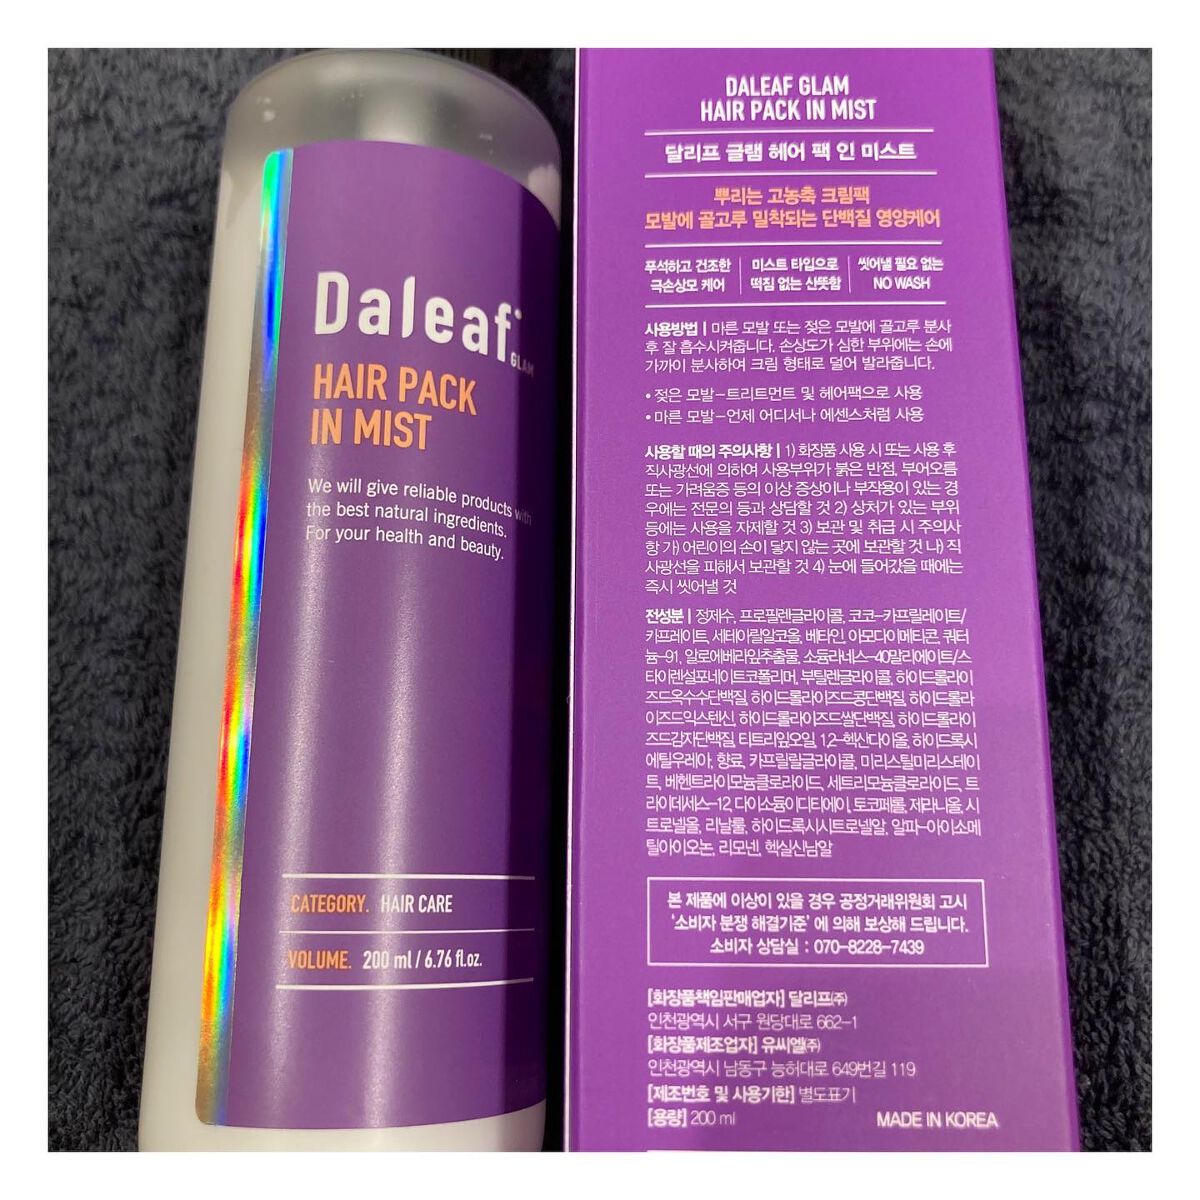 Daleaf
GLAM
HAIR PACK
IN MIST
We will give reliable products with
the best natural ingredients.
For your health and beauty.
CATEGORY. HAIR CARE
VOLUME. 200 ml / 6.76 fl.oz.
DALEAF GLAM
HAIR PACK IN MIST
달리프 글램 헤어 팩 인 미스트
뿌리는 고농축 크림팩
모발에 골고루 밀착되는 단백질 영양케어
푸석하고 건조한
극손상모 케어
미스트 타입으로
떡짐 없는 산뜻함
씻어낼 필요 없는
NO WASH
사용방법 | 마른 모발 또는 젖은 모발에 골고루 분사
후 잘 흡수시켜줍니다. 손상도가 심한 부위에는 손에
가까이 분사하여 크림 형태로 덜어 발라줍니다.
• 젖은 모발-트리트먼트 및 헤어팩으로 사용
• 마른 모발-언제 어디서나 에센스처럼 사용
사용할 때의 주의사항 | 1) 화장품 사용 시 또는 사용 후
직사광선에 의하여 사용부위가 붉은 반점, 부어오름
또는 가려움증 등의 이상 증상이나 부작용이 있는 경
우에는 전문의 등과 상담할 것 2) 상처가 있는 부위
등에는 사용을 자제할 것 3) 보관 및 취급 시 주의사
항 가) 어린이의 손이 닿지 않는 곳에 보관할 것 나) 직
사광선을 피해서 보관할 것 4) 눈에 들어갔을 때에는
즉시 씻어낼 것
전성분 | 정제수, 프로필렌글라이콜, 코코-카프릴레이트/
카프레이트, 세테아릴알코올, 베타인, 아모다이메티콘, 쿼터
늄-91, 알로에베라잎추출물, 소듐라네스-40말리에이트/스
타이렌설포네이트코폴리머, 부틸렌글라이콜, 하이드롤라이
즈드옥수수단백질, 하이드롤라이즈드콩단백질, 하이드롤라
이즈드익스텐신, 하이드롤라이즈드쌀단백질, 하이드롤라이
즈드감자단백질, 티트리잎오일, 1,2-헥산다이올, 하이드록시
에틸우레아, 향료, 카프릴릴글라이콜, 미리스틸미리스테이
트, 베헨트라이모늄클로라이드, 세트리모늄클로라이드, 트
라이데세스-12, 다이소듐이디티에이, 토코페롤, 제라니올, 시
트로넬올, 리날룰, 하이드록시시트로넬알, 알파-아이소메
틸아이오논, 리모넨, 헥실신남알
본 제품에 이상이 있을 경우 공정거래위원회 고시
'소비자 분쟁 해결기준' 에 의해 보상해 드립니다.
소비자 상담실 : 070-8228-7439
[화장품책임판매업자] 달리프㈜
인천광역시 서구 원당대로 662-1
[화장품제조업자] 유씨엘㈜
인천광역시 남동구 능허대로 649번길 119
[제조번호 및 사용기한] 별도표기
[용량] 200 ml
MADE IN KOREA